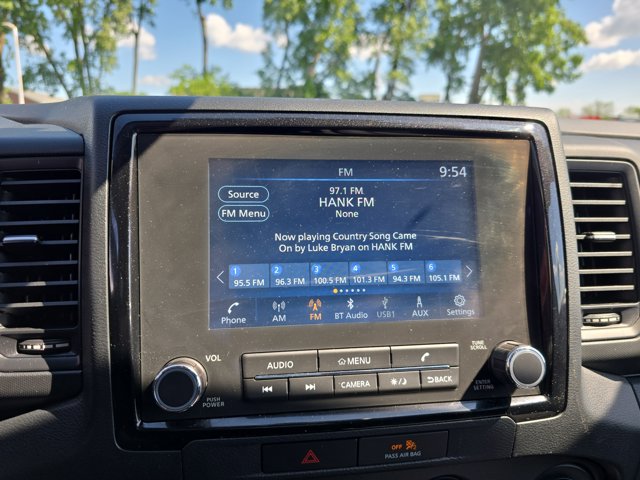 FM
9:54
Source
97.1 FM
HANK FM
FM Menu
None
Now playing Country Song Came
On by Luke Bryan on HANK FM
1 2 3 4 5 6
95.5 FM 96.3 FM 100.5 FM 101.3 FM 94.3 FM 105.1 FM
Phone AM FM BT Audio USB1 AUX Settings
VOL
AUDIO
MENU
TUNE
SCROLL
PUSH
POWER
CAMERA
BACK
ENTER
SETTING
OFF
PASS AIR BAG